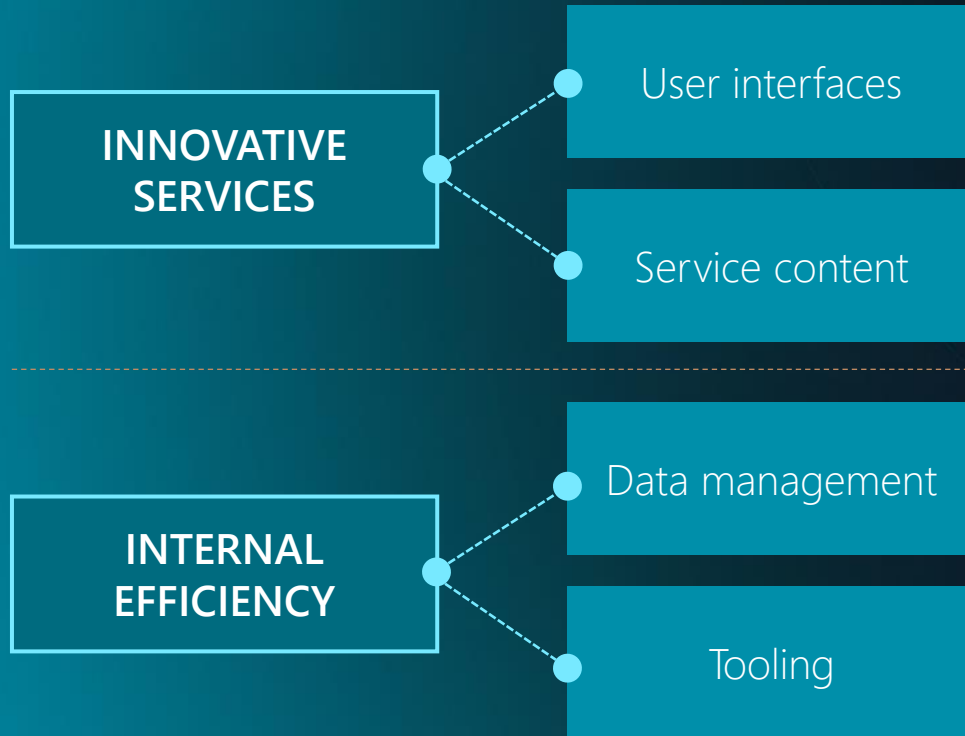 INNOVATIVE
SERVICES
User interfaces
Service content
INTERNAL
EFFICIENCY
Data management
Tooling